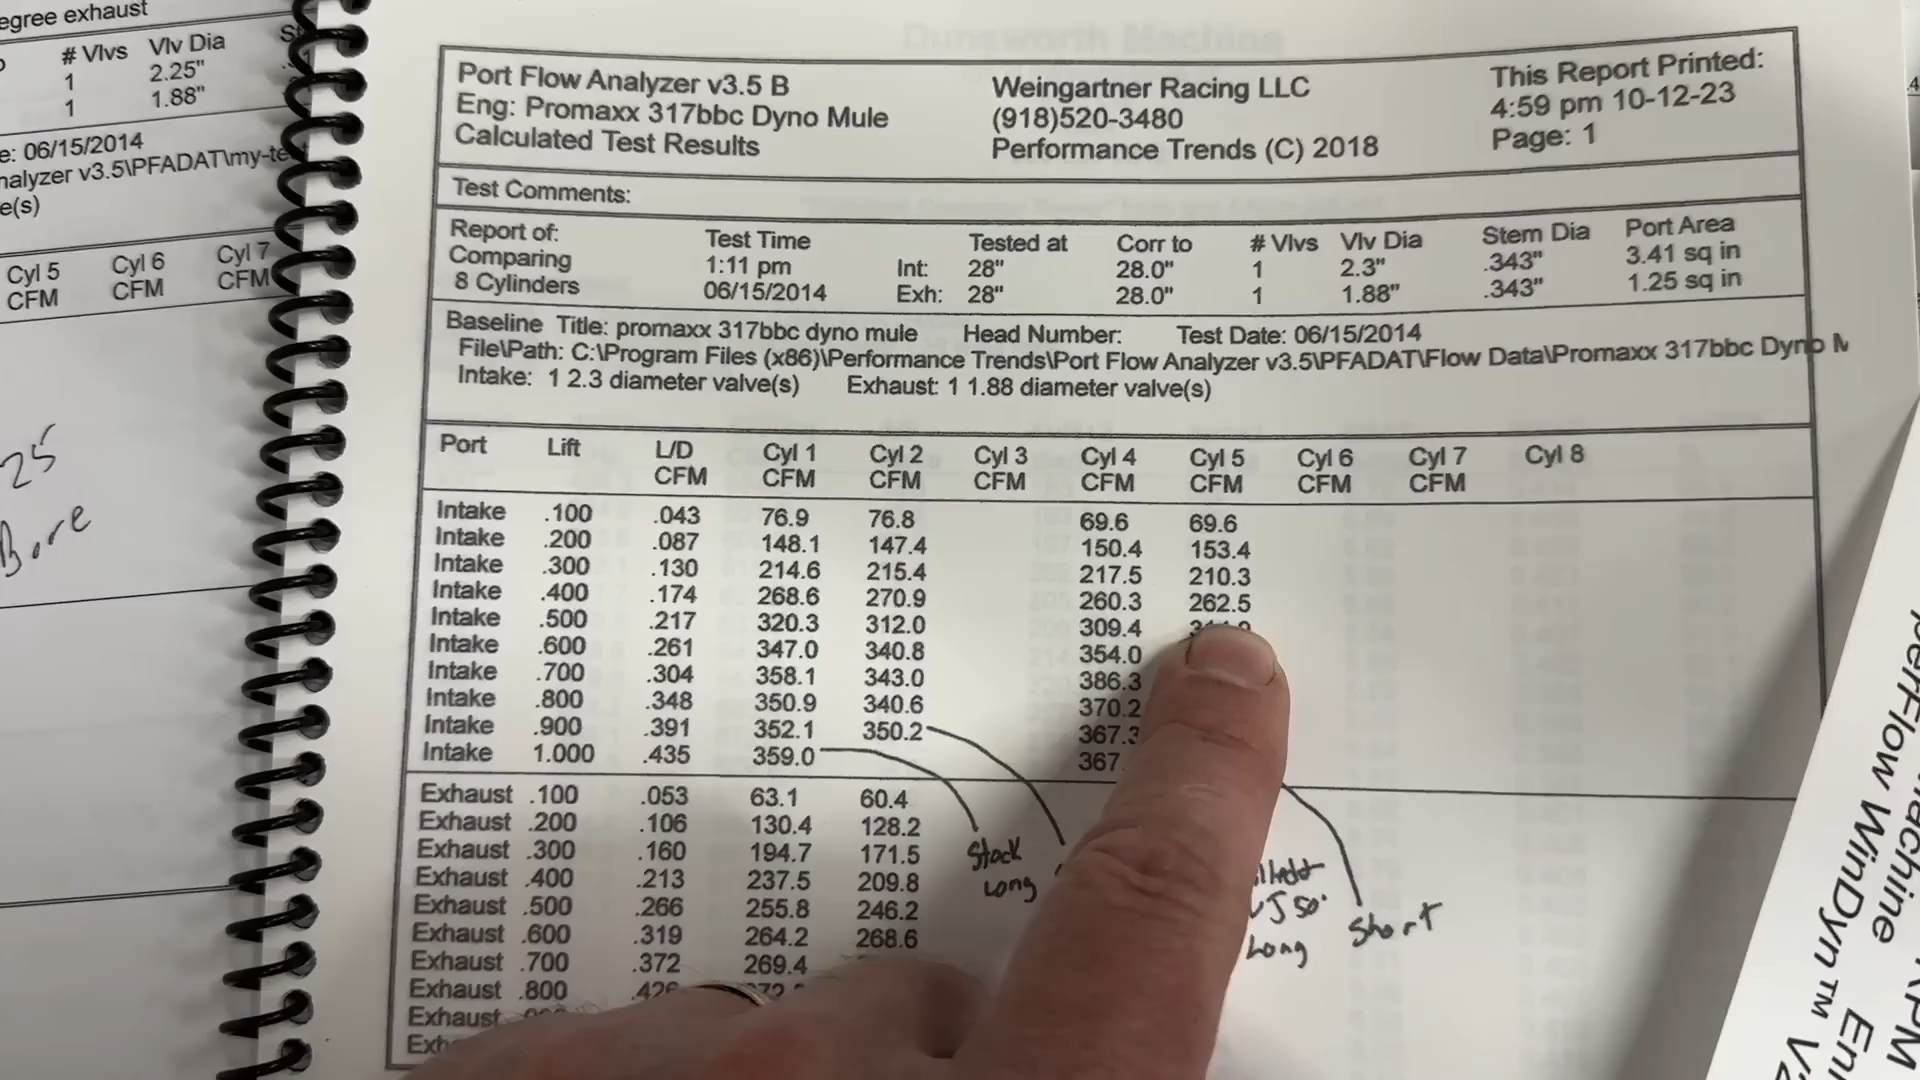 egree exhaust
# Vlvs Vlv Dia
1 2.25"
1 1.88"
e: 06/15/2014
nalyzer v3.5\PFADAT\my-te
e(s)
Cyl 5 Cyl 6 Cyl 7
CFM CFM CFM
25
Bore
Port Flow Analyzer v3.5 B Weingartner Racing LLC This Report Printed:
Eng: Promaxx 317bbc Dyno Mule (918)520-3480 4:59 pm 10-12-23
Calculated Test Results Performance Trends (C) 2018 Page: 1
Test Comments:
Report of: Test Time Tested at Corr to # Vlvs Vlv Dia Stem Dia Port Area
Comparing 1:11 pm Int: 28" 28.0" 1 2.3" .343" 3.41 sq in
8 Cylinders 06/15/2014 Exh: 28" 28.0" 1 1.88" .343" 1.25 sq in
Baseline Title: promaxx 317bbc dyno mule Head Number: Test Date: 06/15/2014
File\Path: C:\Program Files (x86)\Performance Trends\Port Flow Analyzer v3.5\PFADAT\Flow Data\Promaxx 317bbc Dyno M
Intake: 1 2.3 diameter valve(s) Exhaust: 1 1.88 diameter valve(s)
Port Lift L/D Cyl 1 Cyl 2 Cyl 3 Cyl 4 Cyl 5 Cyl 6 Cyl 7 Cyl 8
CFM CFM CFM CFM CFM CFM CFM CFM
Intake .100 .043 76.9 76.8 69.6 69.6
Intake .200 .087 148.1 147.4 150.4 153.4
Intake .300 .130 214.6 215.4 217.5 210.3
Intake .400 .174 268.6 270.9 260.3 262.5
Intake .500 .217 320.3 312.0 309.4
Intake .600 .261 347.0 340.8 354.0
Intake .700 .304 358.1 343.0 386.3
Intake .800 .348 350.9 340.6 370.2
Intake .900 .391 352.1 350.2 367.3
Intake 1.000 .435 359.0 367
Exhaust .100 .053 63.1 60.4
Exhaust .200 .106 130.4 128.2
Exhaust .300 .160 194.7 171.5
Exhaust .400 .213 237.5 209.8
Exhaust .500 .266 255.8 246.2
Exhaust .600 .319 264.2 268.6
Exhaust .700 .372 269.4
Exhaust .800 .426
Exhaust
Exh
Stock
Long
Long
Short
perFlow WinDyn™ V